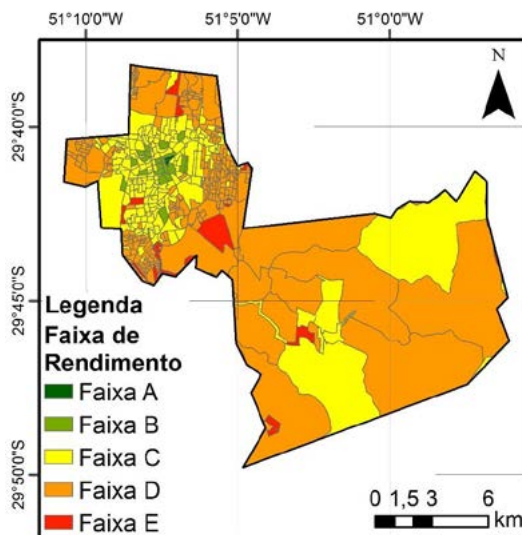 51°10'0"W 51°5'0"W 51°0'0"W
N
29°40'0"S
29°45'0"S
29°50'0"S
Legenda
Faixa de
Rendimento
Faixa A
Faixa B
Faixa C
Faixa D
Faixa E
0 1,5 3 6
km